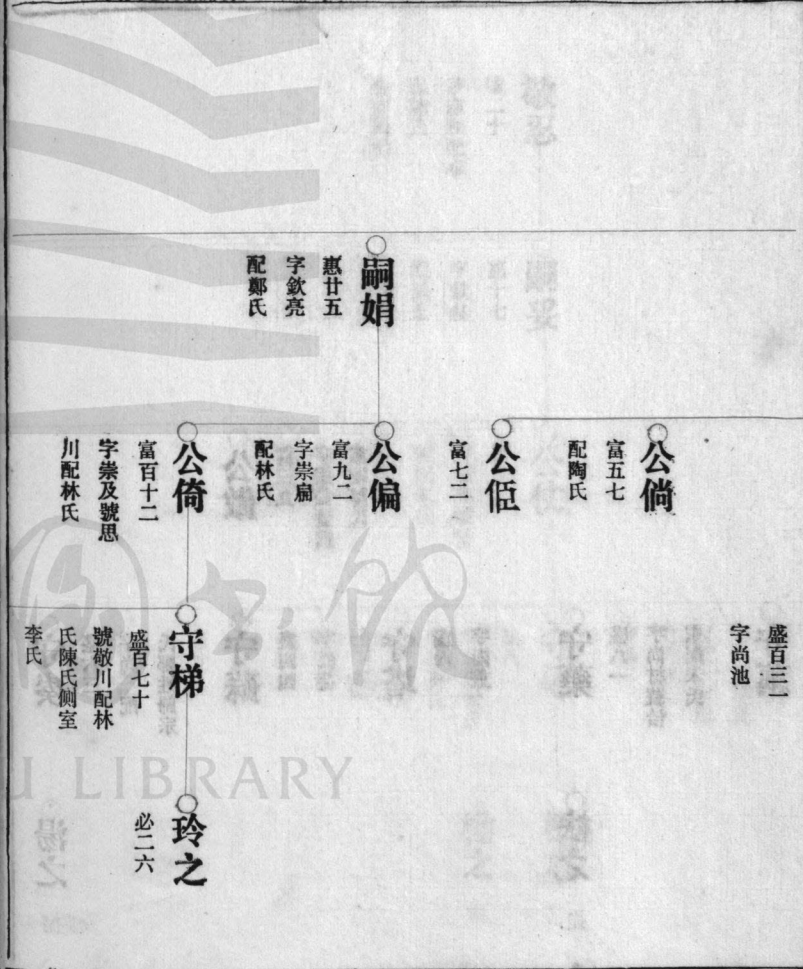 嗣娟
惠廿五
字欽亮
配鄭氏
公倘
富五七
配陶氏
公佢
富七二
公偏
富九二
字崇扁
配林氏
公倚
富百十二
字崇及號思
川配林氏
盛百三一
字尚池
守梯
盛百七十
號敬川配林
氏陳氏側室
李氏
玲之
必二六
U LIBRARY